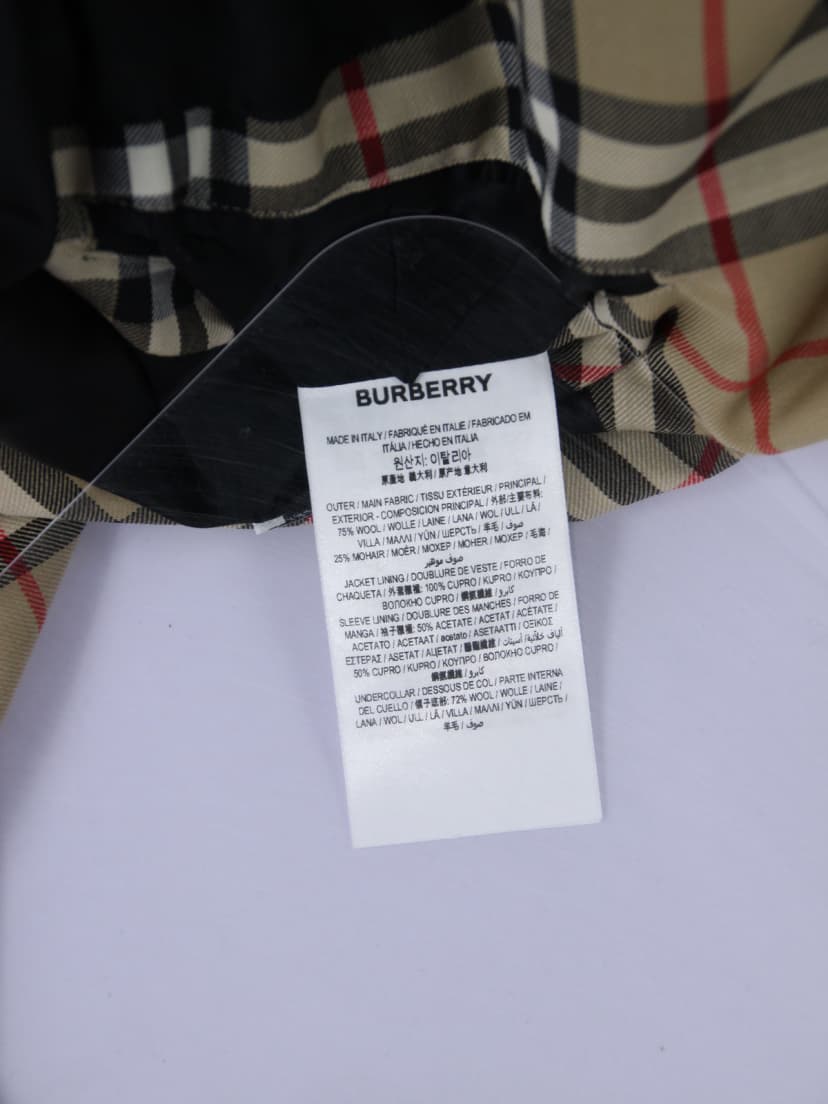 BURBERRY
MADE IN ITALY / FABRIQUÉ EN ITALIE / FABRICADO EM
ITÁLIA / HECHO EN ITALIA
원산지: 이탈리아
原產地 義大利 / 原产地 意大利
OUTER / MAIN FABRIC / TISSU EXTÉRIEUR / PRINCIPAL /
EXTERIOR - COMPOSICIÓN PRINCIPAL / 外部/主要布料:
75% WOOL / WOLLE / LAINE / LANA / WOL / ULL / LÃ /
VILLA / ΜΑΛΛΙ / YÜN / ШЕРСТЬ / 羊毛 / صوف
25% MOHAIR / MOÈR / МОХЕР / MOHER / MOXEP / 毛海 /
صوف موهير
JACKET LINING / DOUBLURE DE VESTE / FORRO DE
CHAQUETA / 外套裡襯: 100% CUPRO / KUPRO / ΚΟΥΠΡΟ /
ВОЛОКНО CUPRO / 銅氨纖維 / كابرو
SLEEVE LINING / DOUBLURE DES MANCHES / FORRO DE
MANGA / 袖子裡襯: 50% ACETATE / ACETAT / ACÉTATE /
ACETATO / ACETAAT / acetato / ASETAATTI / ΟΞΙΚΟΣ
ΕΣΤΕΡΑΣ / ASETAT / АЦЕТАТ / 醋酯纖維 / ألياف خلاتية / أسيتات
50% CUPRO / KUPRO / ΚΟΥΠΡΟ / ВОЛОКНО CUPRO /
銅氨纖維 / كابرو
UNDERCOLLAR / DESSOUS DE COL / PARTE INTERNA
DEL CUELLO / 領子底部: 72% WOOL / WOLLE / LAINE /
LANA / WOL / ULL / LÃ / VILLA / ΜΑΛΛΙ / YÜN / ШЕРСТЬ /
羊毛 / صوف